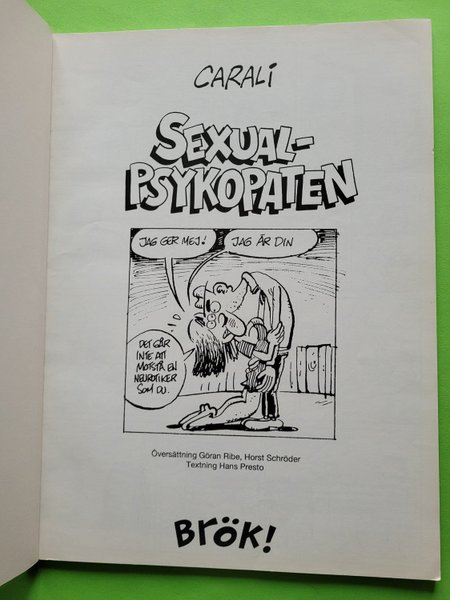 CARALI
SEXUAL-
PSYKOPATEN
JAG GER MEJ!
JAG ÄR DIN
DET GÅR
INTE ATT
MOTSTÅ EN
NEUROTIKER
SOM DU.
Översättning Göran Ribe, Horst Schröder
Textning Hans Presto
BRÖK!